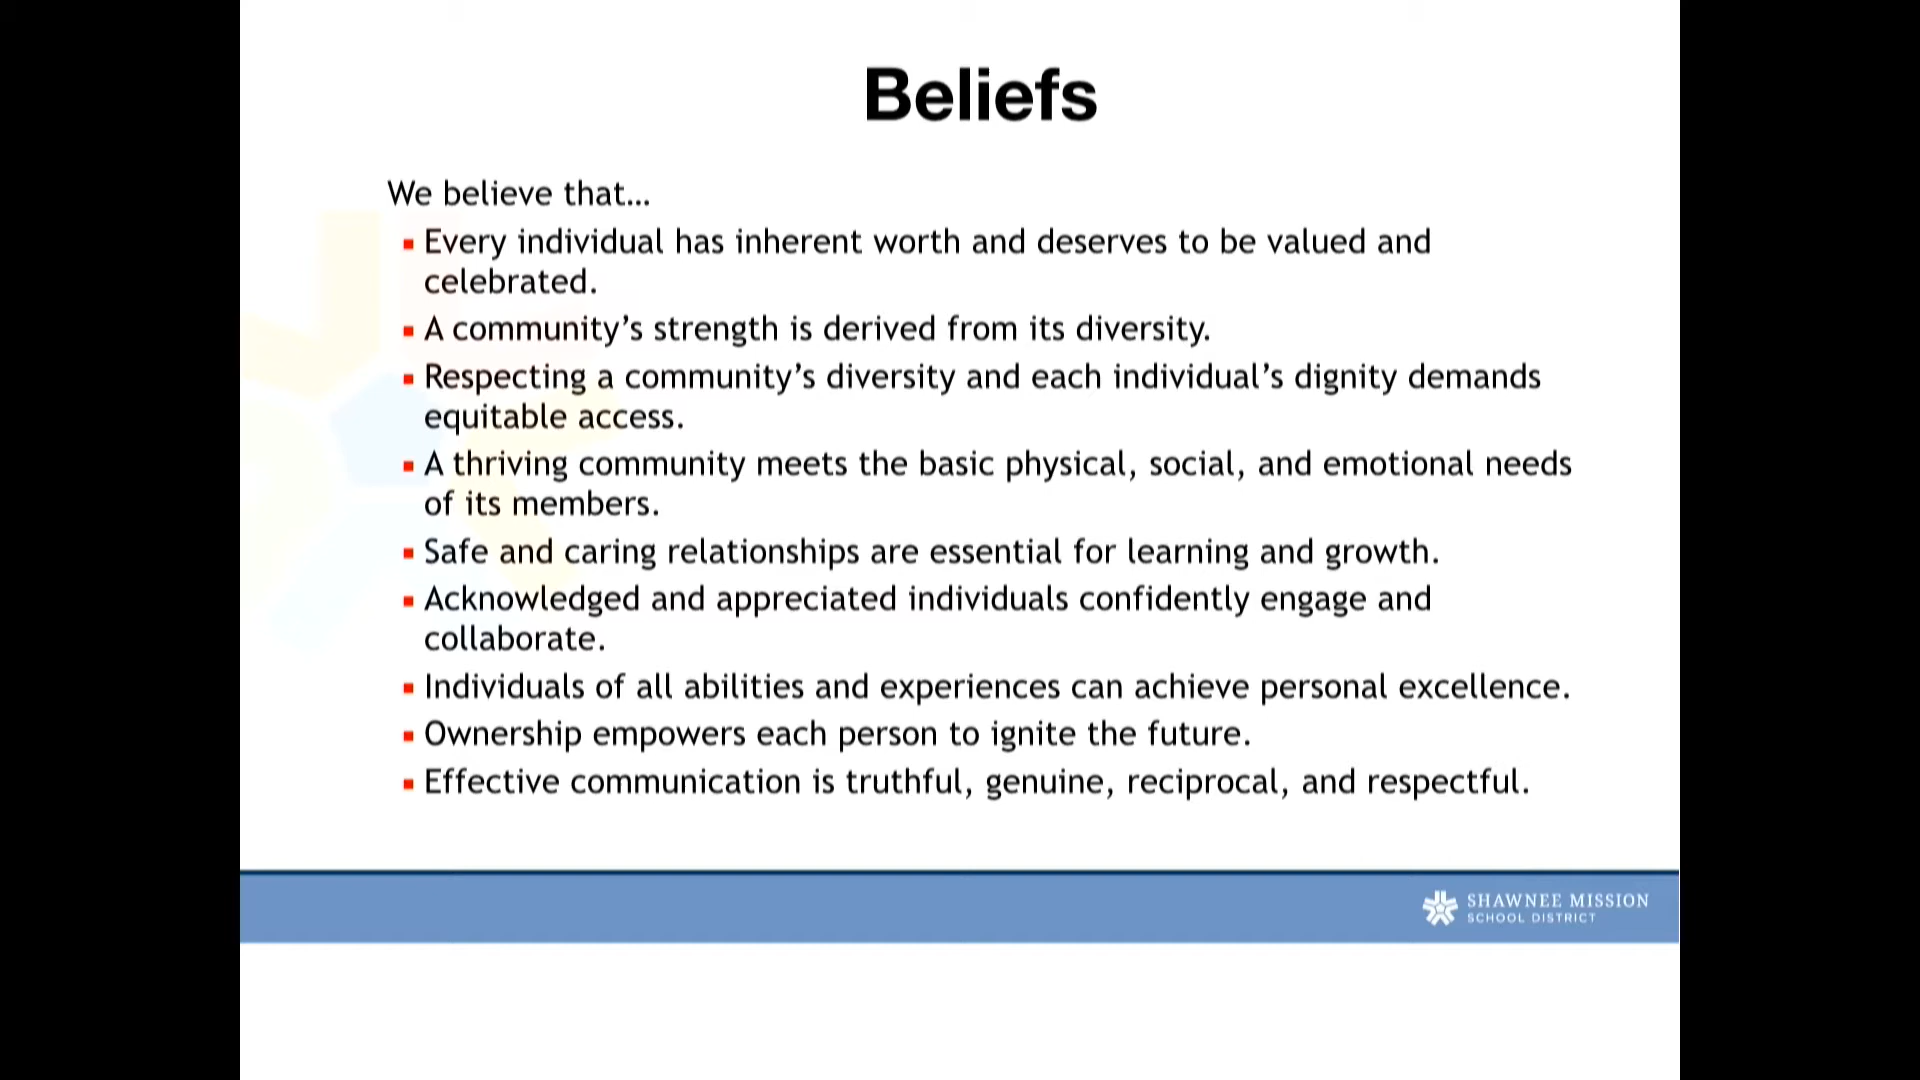 Beliefs
We believe that…
▪ Every individual has inherent worth and deserves to be valued and
celebrated.
▪ A community’s strength is derived from its diversity.
▪ Respecting a community’s diversity and each individual’s dignity demands
equitable access.
▪ A thriving community meets the basic physical, social, and emotional needs
of its members.
▪ Safe and caring relationships are essential for learning and growth.
▪ Acknowledged and appreciated individuals confidently engage and
collaborate.
▪ Individuals of all abilities and experiences can achieve personal excellence.
▪ Ownership empowers each person to ignite the future.
▪ Effective communication is truthful, genuine, reciprocal, and respectful.
SHAWNEE MISSION
SCHOOL DISTRICT